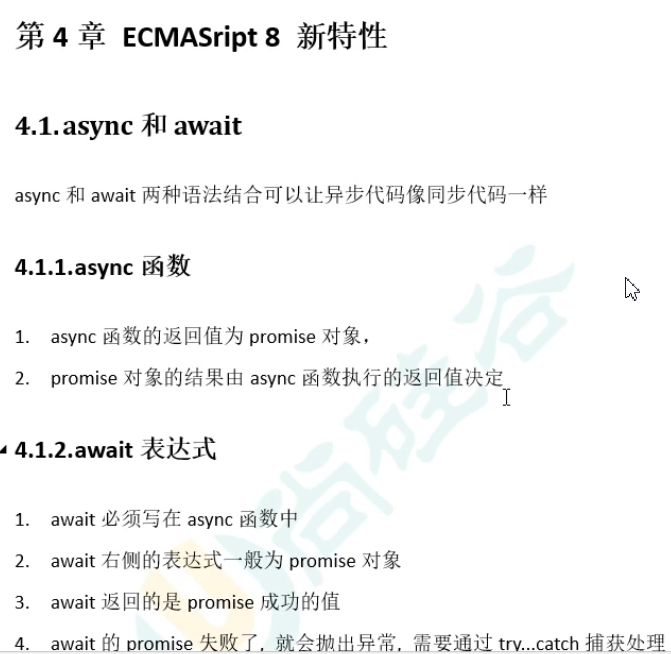 第 4 章 ECMASript 8 新特性
4.1.async 和 await
async 和 await 两种语法结合可以让异步代码像同步代码一样
4.1.1.async 函数
1. async 函数的返回值为 promise 对象，
2. promise 对象的结果由 async 函数执行的返回值决定
4.1.2.await 表达式
1. await 必须写在 async 函数中
2. await 右侧的表达式一般为 promise 对象
3. await 返回的是 promise 成功的值
4. await 的 promise 失败了, 就会抛出异常, 需要通过 try...catch 捕获处理
尚硅谷